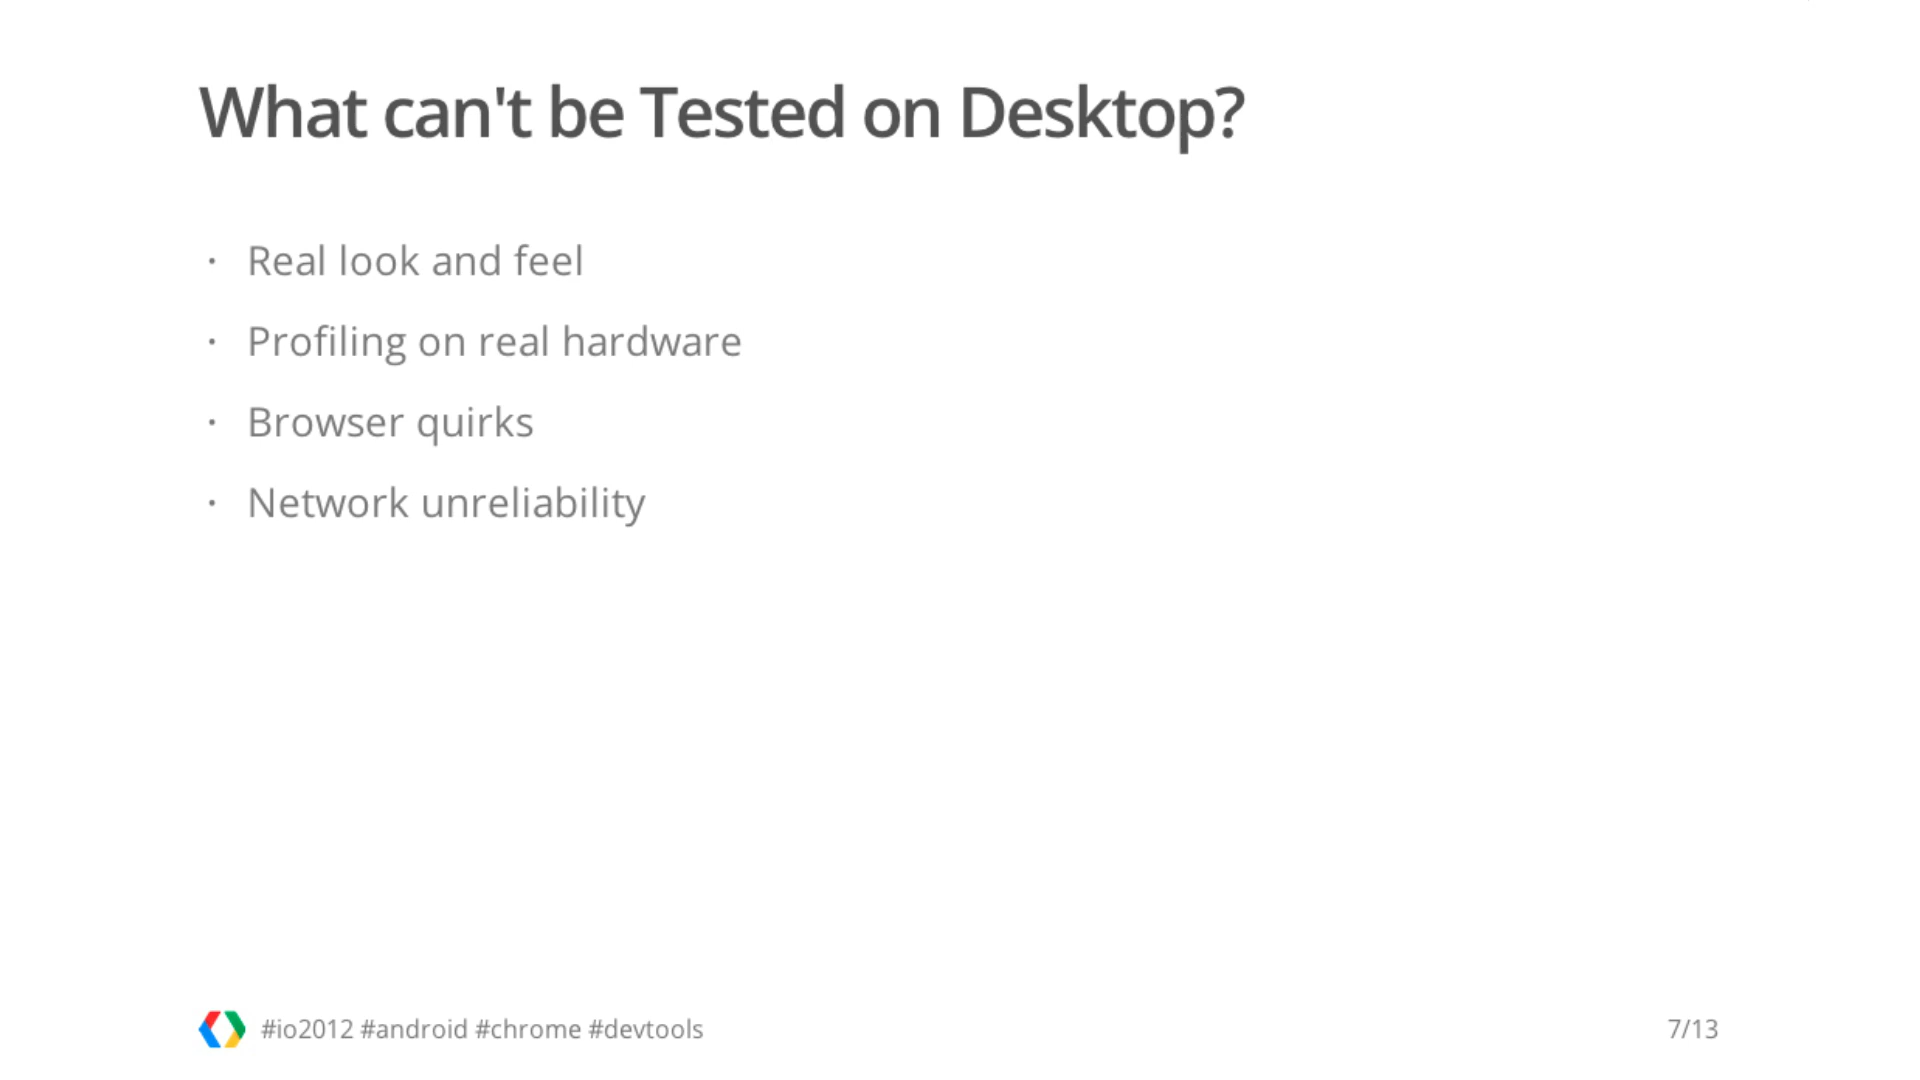 What can't be Tested on Desktop?
· Real look and feel
· Profiling on real hardware
· Browser quirks
· Network unreliability
#io2012 #android #chrome #devtools
7/13